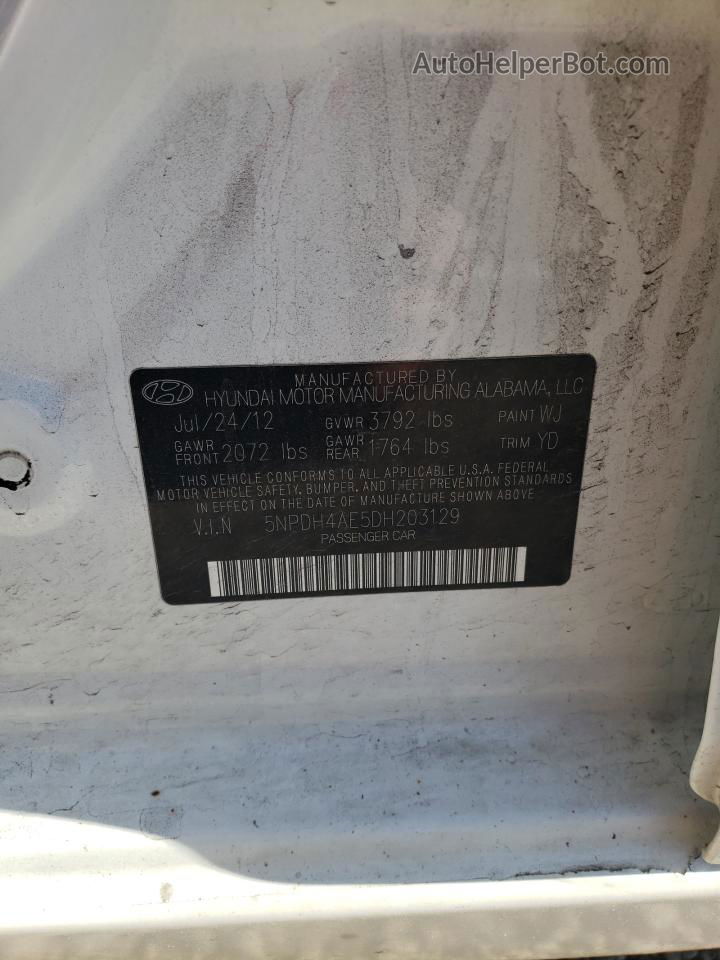 AutoHelperBot.com
MANUFACTURED BY
HYUNDAI MOTOR MANUFACTURING ALABAMA, LLC
Jul/24/12 GVWR 3792 lbs PAINT WJ
GAWR FRONT 2072 lbs GAWR REAR 1764 lbs TRIM YD
THIS VEHICLE CONFORMS TO ALL APPLICABLE U.S.A. FEDERAL
MOTOR VEHICLE SAFETY, BUMPER, AND THEFT PREVENTION STANDARDS
IN EFFECT ON THE DATE OF MANUFACTURE SHOWN ABOVE
V.I.N 5NPDH4AE5DH203129
PASSENGER CAR